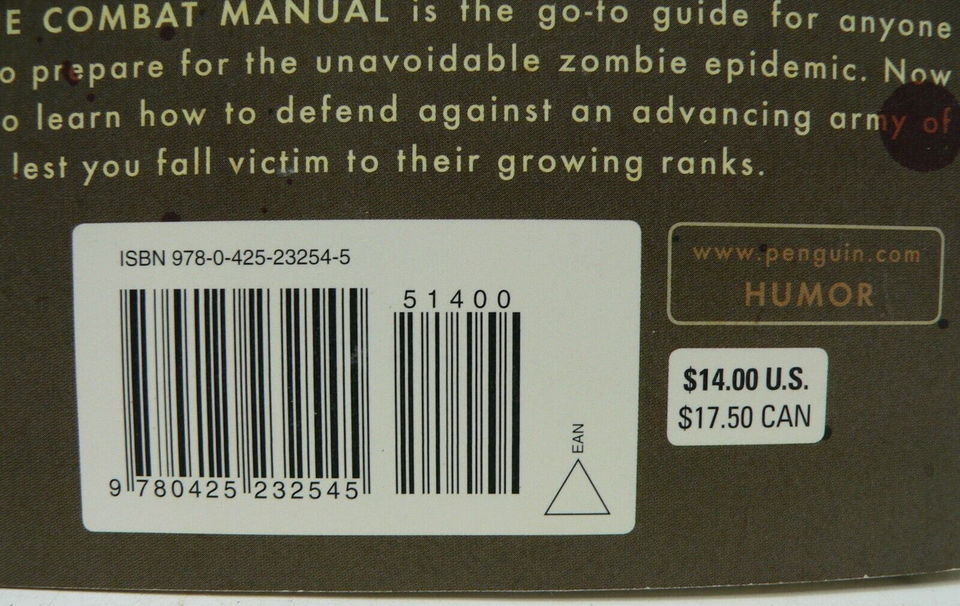 E COMBAT MANUAL is the go-to guide for anyone
o prepare for the unavoidable zombie epidemic. Now
o learn how to defend against an advancing army of
lest you fall victim to their growing ranks.
ISBN 978-0-425-23254-5
51400
9 780425 232545
EAN
www.penguin.com
HUMOR
$14.00 U.S.
$17.50 CAN